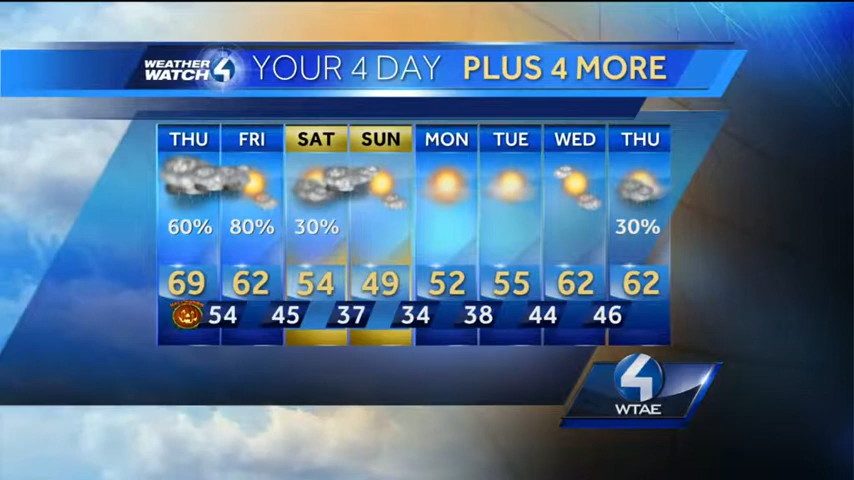 WEATHER
WATCH 4
YOUR 4 DAY PLUS 4 MORE
THU FRI SAT SUN MON TUE WED THU
60% 80% 30% 30%
69 62 54 49 52 55 62 62
54 45 37 34 38 44 46
4
WTAE